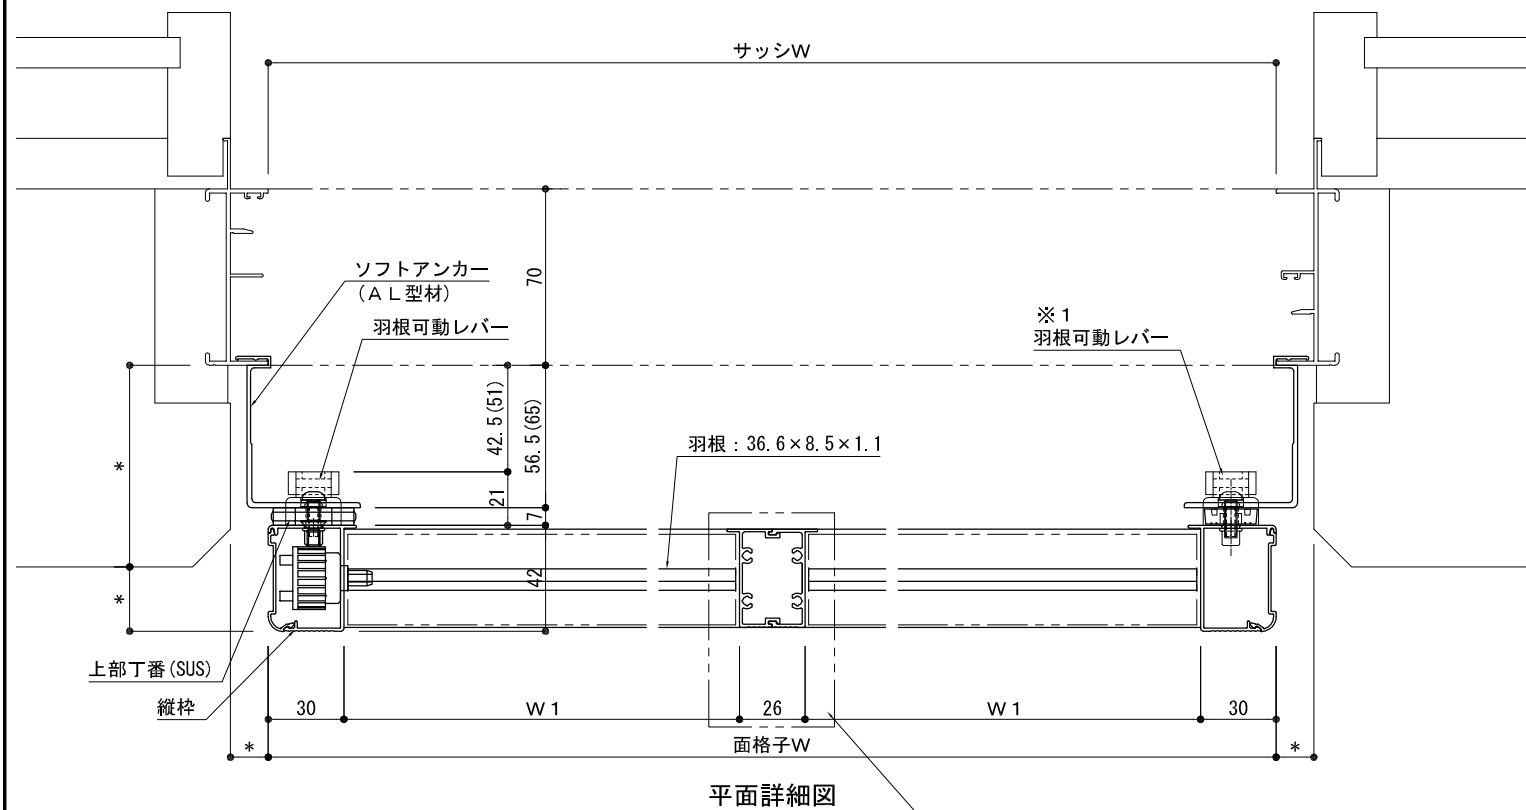 サッシW
ソフトアンカー
(AL型材)
羽根可動レバー
70
※1
羽根可動レバー
42.5(51)
56.5(65)
羽根：36.6×8.5×1.1
*
21
7
42
*
上部丁番(SUS)
縦枠
30
W1
26
W1
30
*
面格子W
*
平面詳細図